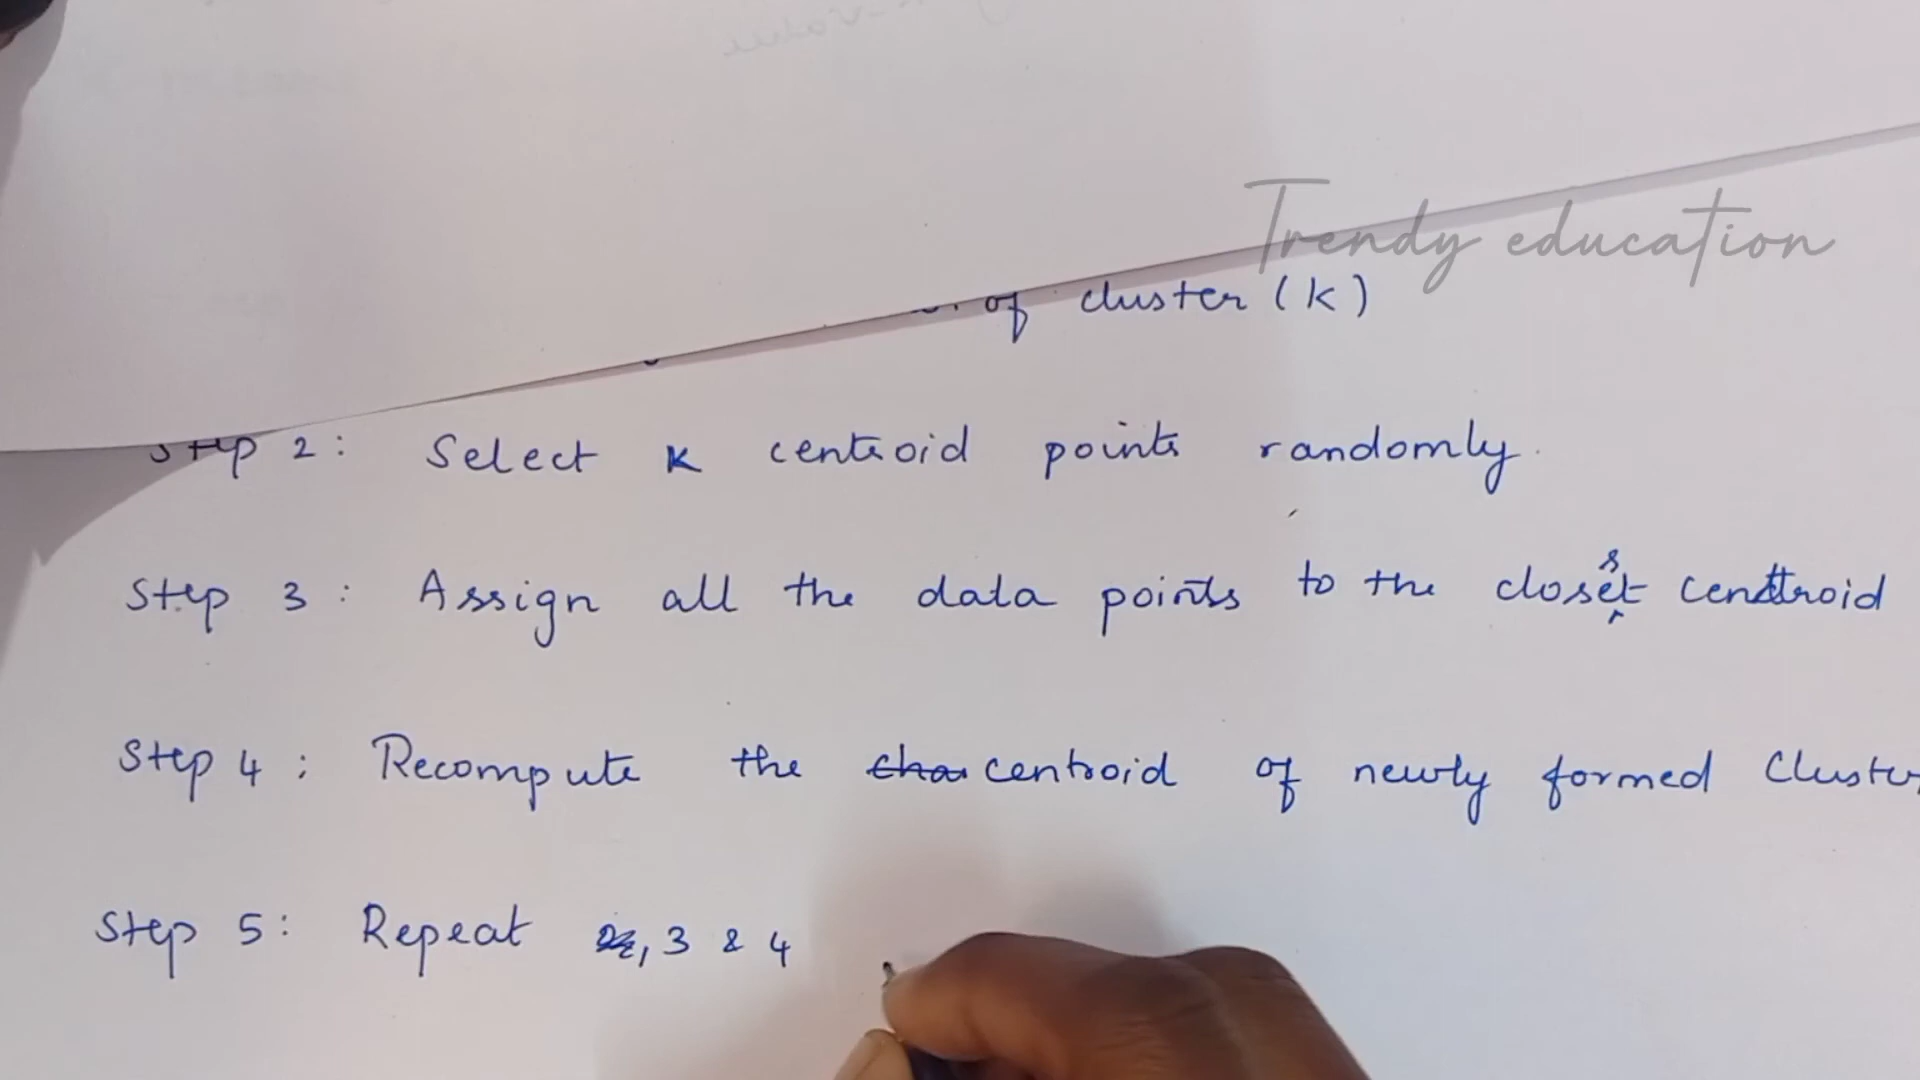 Trendy education
of cluster (K)
Step 2: Select K centroid points randomly.
Step 3: Assign all the data points to the closest centroid
Step 4: Recompute the cha centroid of newly formed Cluster
Step 5: Repeat 2, 3 & 4